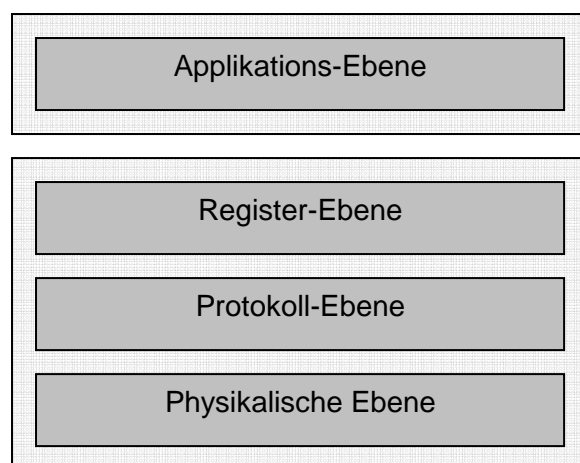 Applikations-Ebene
Register-Ebene
Protokoll-Ebene
Physikalische Ebene